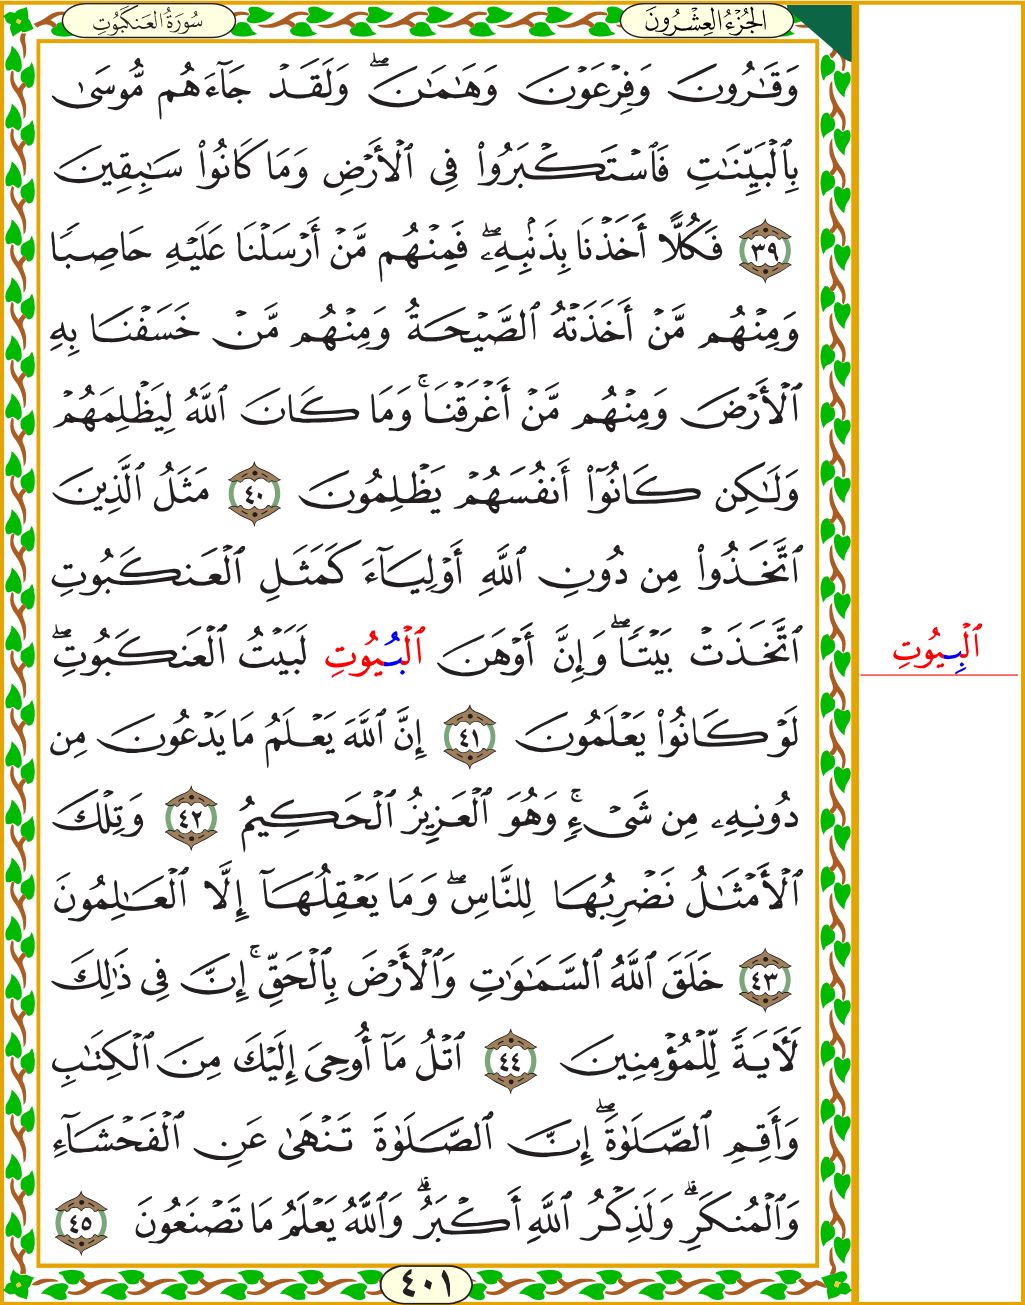 سُورَةُ العَنكَبُوتِ
الجُزْءُ العِشْرُونَ
وَقَٰرُونَ وَفِرۡعَوۡنَ وَهَٰمَٰنَۖ وَلَقَدۡ جَآءَهُم مُّوسَىٰ
بِٱلۡبَيِّنَٰتِ فَٱسۡتَكۡبَرُواْ فِي ٱلۡأَرۡضِ وَمَا كَانُواْ سَٰبِقِينَ
٣٩ فَكُلًّا أَخَذۡنَا بِذَنۢبِهِۦۖ فَمِنۡهُم مَّنۡ أَرۡسَلۡنَا عَلَيۡهِ حَاصِبٗا
وَمِنۡهُم مَّنۡ أَخَذَتۡهُ ٱلصَّيۡحَةُ وَمِنۡهُم مَّنۡ خَسَفۡنَا بِهِ
ٱلۡأَرۡضَ وَمِنۡهُم مَّنۡ أَغۡرَقۡنَاۚ وَمَا كَانَ ٱللَّهُ لِيَظۡلِمَهُمۡ
وَلَٰكِن كَانُوٓاْ أَنفُسَهُمۡ يَظۡلِمُونَ ٤٠ مَثَلُ ٱلَّذِينَ
ٱتَّخَذُواْ مِن دُونِ ٱللَّهِ أَوۡلِيَآءَ كَمَثَلِ ٱلۡعَنكَبُوتِ
ٱتَّخَذَتۡ بَيۡتٗاۖ وَإِنَّ أَوۡهَنَ ٱلۡبُيُوتِ لَبَيۡتُ ٱلۡعَنكَبُوتِۖ
ٱلۡبِيُوتِ
لَوۡ كَانُواْ يَعۡلَمُونَ ٤١ إِنَّ ٱللَّهَ يَعۡلَمُ مَا يَدۡعُونَ مِن
دُونِهِۦ مِن شَيۡءٖۚ وَهُوَ ٱلۡعَزِيزُ ٱلۡحَكِيمُ ٤٢ وَتِلۡكَ
ٱلۡأَمۡثَٰلُ نَضۡرِبُهَا لِلنَّاسِۖ وَمَا يَعۡقِلُهَآ إِلَّا ٱلۡعَٰلِمُونَ
٤٣ خَلَقَ ٱللَّهُ ٱلسَّمَٰوَٰتِ وَٱلۡأَرۡضَ بِٱلۡحَقِّۚ إِنَّ فِي ذَٰلِكَ
لَأٓيَةٗ لِّلۡمُؤۡمِنِينَ ٤٤ ٱتۡلُ مَآ أُوحِيَ إِلَيۡكَ مِنَ ٱلۡكِتَٰبِ
وَأَقِمِ ٱلصَّلَوٰةَۖ إِنَّ ٱلصَّلَوٰةَ تَنۡهَىٰ عَنِ ٱلۡفَحۡشَآءِ
وَٱلۡمُنكَرِۗ وَلَذِكۡرُ ٱللَّهِ أَكۡبَرُۗ وَٱللَّهُ يَعۡلَمُ مَا تَصۡنَعُونَ ٤٥
٤٠١